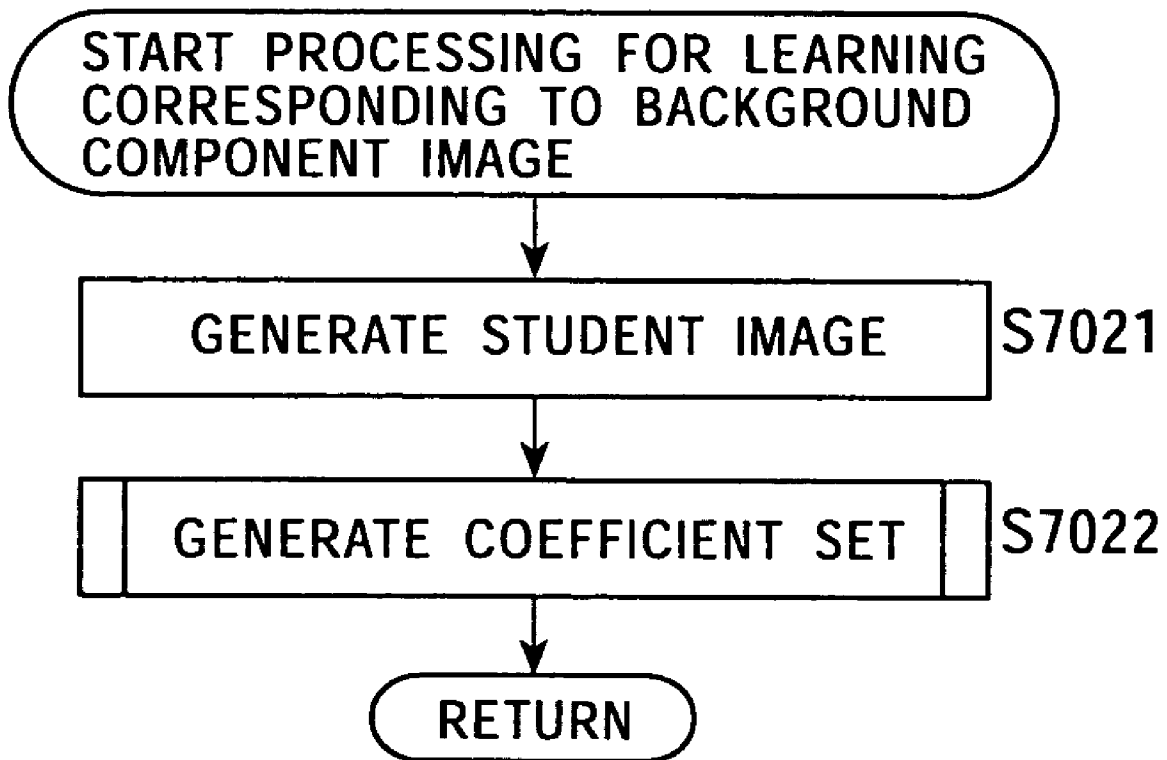 START PROCESSING FOR LEARNING
CORRESPONDING TO BACKGROUND
COMPONENT IMAGE
GENERATE STUDENT IMAGE S7021
GENERATE COEFFICIENT SET S7022
RETURN